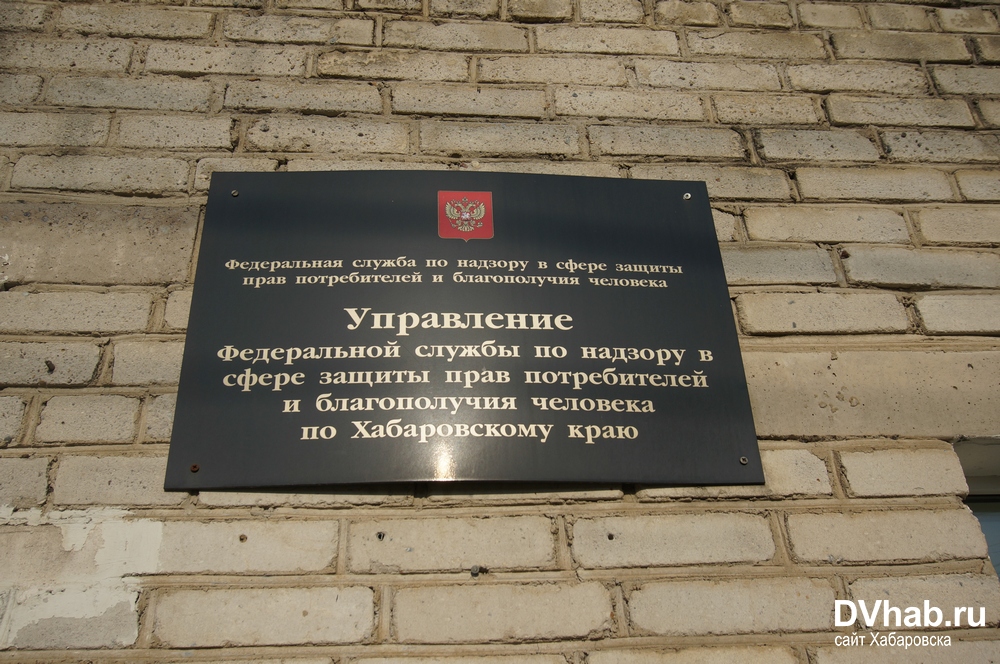 Федеральная служба по надзору в сфере защиты
прав потребителей и благополучия человека
Управление
Федеральной службы по надзору в
сфере защиты прав потребителей
и благополучия человека
по Хабаровскому краю
DVhab.ru
сайт Хабаровска